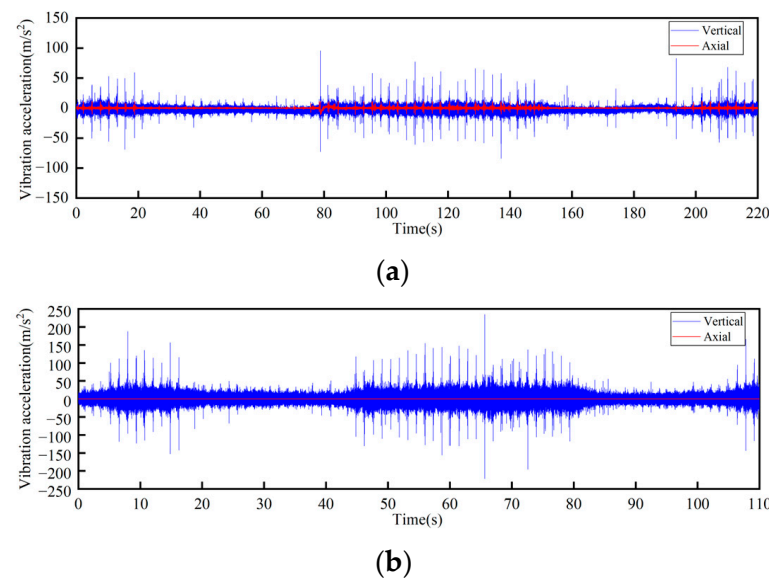 Vibration acceleration(m/s²)
150
100
50
0
−50
−100
−150
Vertical
Axial
0 20 40 60 80 100 120 140 160 180 200 220
Time(s)
(a)
Vibration acceleration(m/s²)
250
200
150
100
50
0
−50
−100
−150
−200
−250
Vertical
Axial
0 10 20 30 40 50 60 70 80 90 100 110
Time(s)
(b)